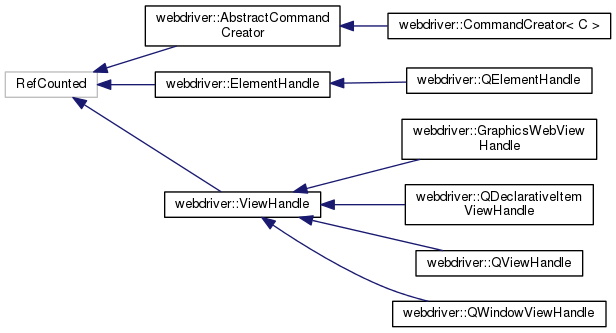 webdriver::AbstractCommand
Creator
webdriver::CommandCreator< C >
RefCounted
webdriver::ElementHandle
webdriver::QElementHandle
webdriver::GraphicsWebView
Handle
webdriver::ViewHandle
webdriver::QDeclarativeItem
ViewHandle
webdriver::QViewHandle
webdriver::QWindowViewHandle